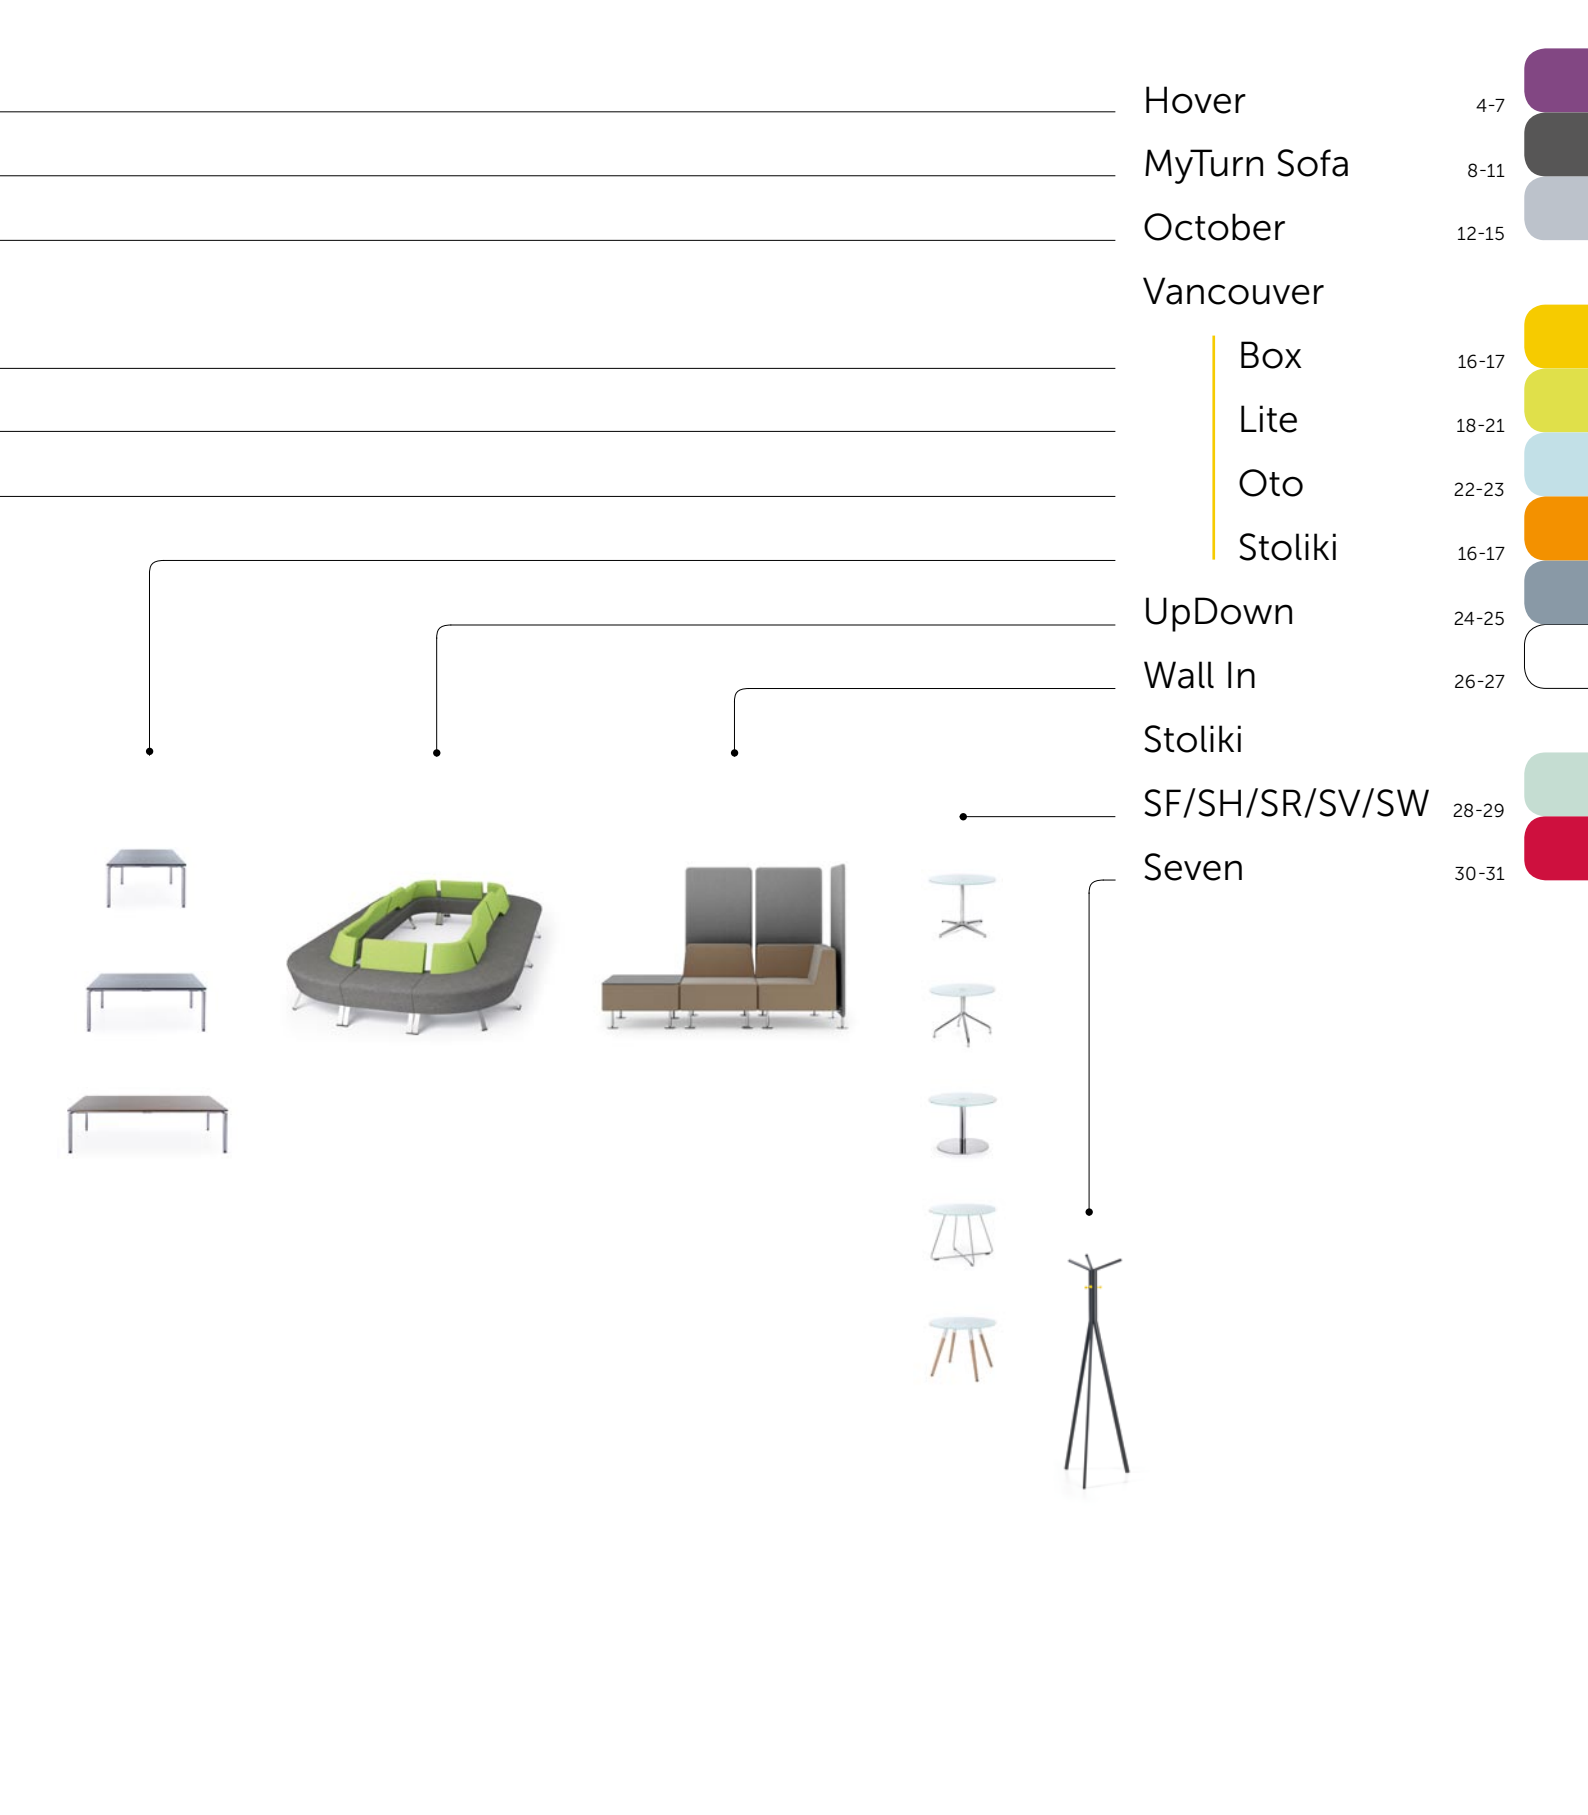 Hover 4-7
MyTurn Sofa 8-11
October 12-15
Vancouver
Box 16-17
Lite 18-21
Oto 22-23
Stoliki 16-17
UpDown 24-25
Wall In 26-27
Stoliki
SF/SH/SR/SV/SW 28-29
Seven 30-31